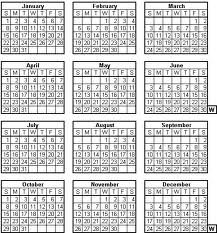 January
S M T W T F S
1 2 3 4 5 6 7
8 9 10 11 12 13 14
15 16 17 18 19 20 21
22 23 24 25 26 27 28
29 30 31
February
S M T W T F S
1 2 3 4
5 6 7 8 9 10 11
12 13 14 15 16 17 18
19 20 21 22 23 24 25
26 27 28 29
March
S M T W T F S
1 2 3
4 5 6 7 8 9 10
11 12 13 14 15 16 17
18 19 20 21 22 23 24
25 26 27 28 29 30 31
April
S M T W T F S
1 2 3 4 5 6 7
8 9 10 11 12 13 14
15 16 17 18 19 20 21
22 23 24 25 26 27 28
29 30
May
S M T W T F S
1 2 3 4 5
6 7 8 9 10 11 12
13 14 15 16 17 18 19
20 21 22 23 24 25 26
27 28 29 30 31
June
S M T W T F S
1 2
3 4 5 6 7 8 9
10 11 12 13 14 15 16
17 18 19 20 21 22 23
24 25 26 27 28 29 30
W
July
S M T W T F S
1 2 3 4 5 6 7
8 9 10 11 12 13 14
15 16 17 18 19 20 21
22 23 24 25 26 27 28
29 30 31
August
S M T W T F S
1 2 3 4
5 6 7 8 9 10 11
12 13 14 15 16 17 18
19 20 21 22 23 24 25
26 27 28 29 30 31
September
S M T W T F S
1
2 3 4 5 6 7 8
9 10 11 12 13 14 15
16 17 18 19 20 21 22
23 24 25 26 27 28 29
30
October
S M T W T F S
1 2 3 4 5 6
7 8 9 10 11 12 13
14 15 16 17 18 19 20
21 22 23 24 25 26 27
28 29 30 31
November
S M T W T F S
1 2 3
4 5 6 7 8 9 10
11 12 13 14 15 16 17
18 19 20 21 22 23 24
25 26 27 28 29 30
December
S M T W T F S
1
2 3 4 5 6 7 8
9 10 11 12 13 14 15
16 17 18 19 20 21 22
23 24 25 26 27 28 29
30 31
W